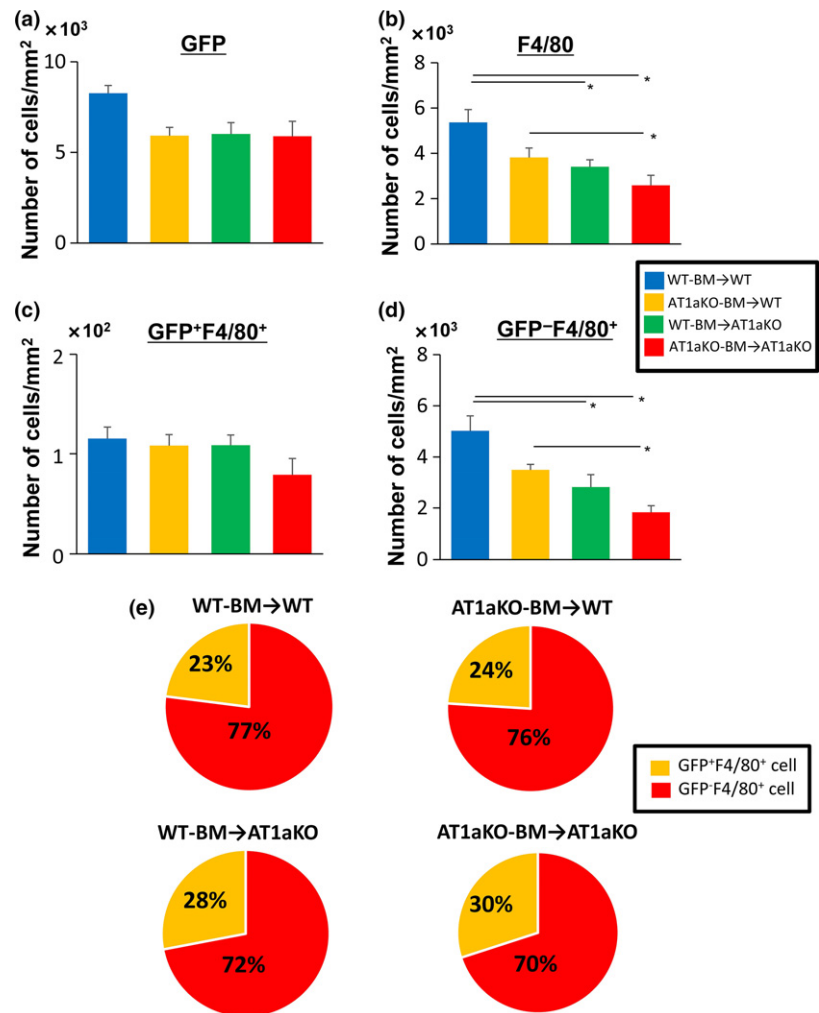 (a)
×10³
GFP
Number of cells/mm²
10
5
0
(b)
×10³
F4/80
Number of cells/mm²
8
6
4
2
0
*
*
*
WT-BM→WT
AT1aKO-BM→WT
WT-BM→AT1aKO
AT1aKO-BM→AT1aKO
(c)
×10²
GFP⁺F4/80⁺
Number of cells/mm²
2
1
0
(d)
×10³
GFP⁻F4/80⁺
Number of cells/mm²
8
6
4
2
0
*
*
*
(e)
WT-BM→WT
23%
77%
AT1aKO-BM→WT
24%
76%
GFP⁺F4/80⁺ cell
GFP⁻F4/80⁺ cell
WT-BM→AT1aKO
28%
72%
AT1aKO-BM→AT1aKO
30%
70%